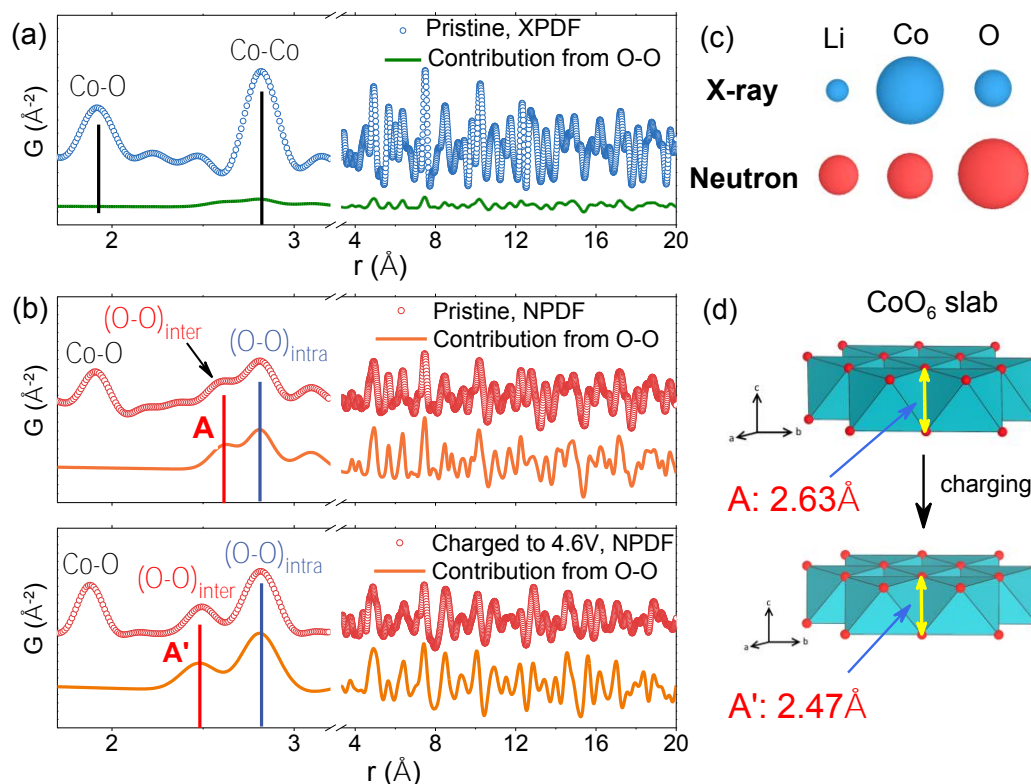 (a)
Co-O
Co-Co
Pristine, XPDF
Contribution from O-O
G (Å⁻²)
2
3
4
8
12
16
20
r (Å)
(b)
Co-O
(O-O)inter
(O-O)intra
A
Pristine, NPDF
Contribution from O-O
G (Å⁻²)
Co-O
(O-O)inter
(O-O)intra
A'
Charged to 4.6V, NPDF
Contribution from O-O
G (Å⁻²)
2
3
4
8
12
16
20
r (Å)
(c)
Li Co O
X-ray
Neutron
(d)
CoO₆ slab
c
a
b
A: 2.63Å
charging
c
a
b
A': 2.47Å